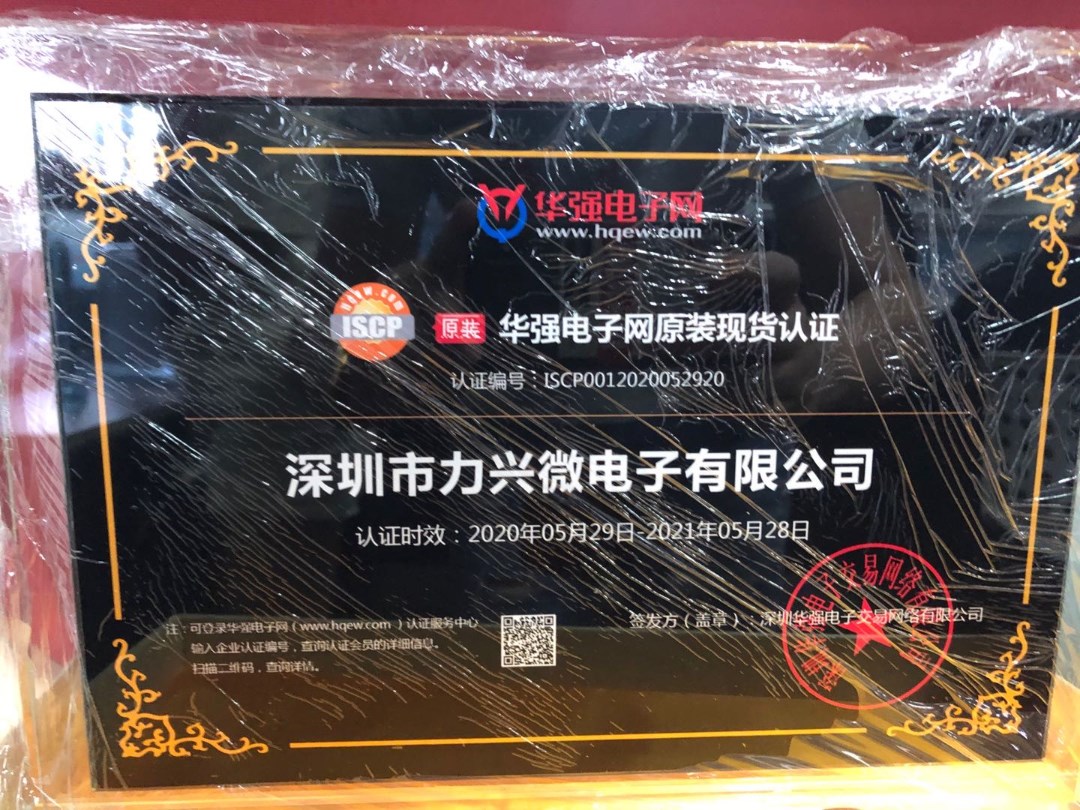 华强电子网
www.hqew.com
hqew.com
ISCP
原装
华强电子网原装现货认证
认证编号：ISCP0012020052920
深圳市力兴微电子有限公司
认证时效：2020年05月29日-2021年05月28日
注：可登录华强电子网（www.hqew.com ）认证服务中心
输入企业认证编号，查询认证会员的详细信息。
扫描二维码，查询详情。
签发方（盖章）：深圳华强电子交易网络有限公司